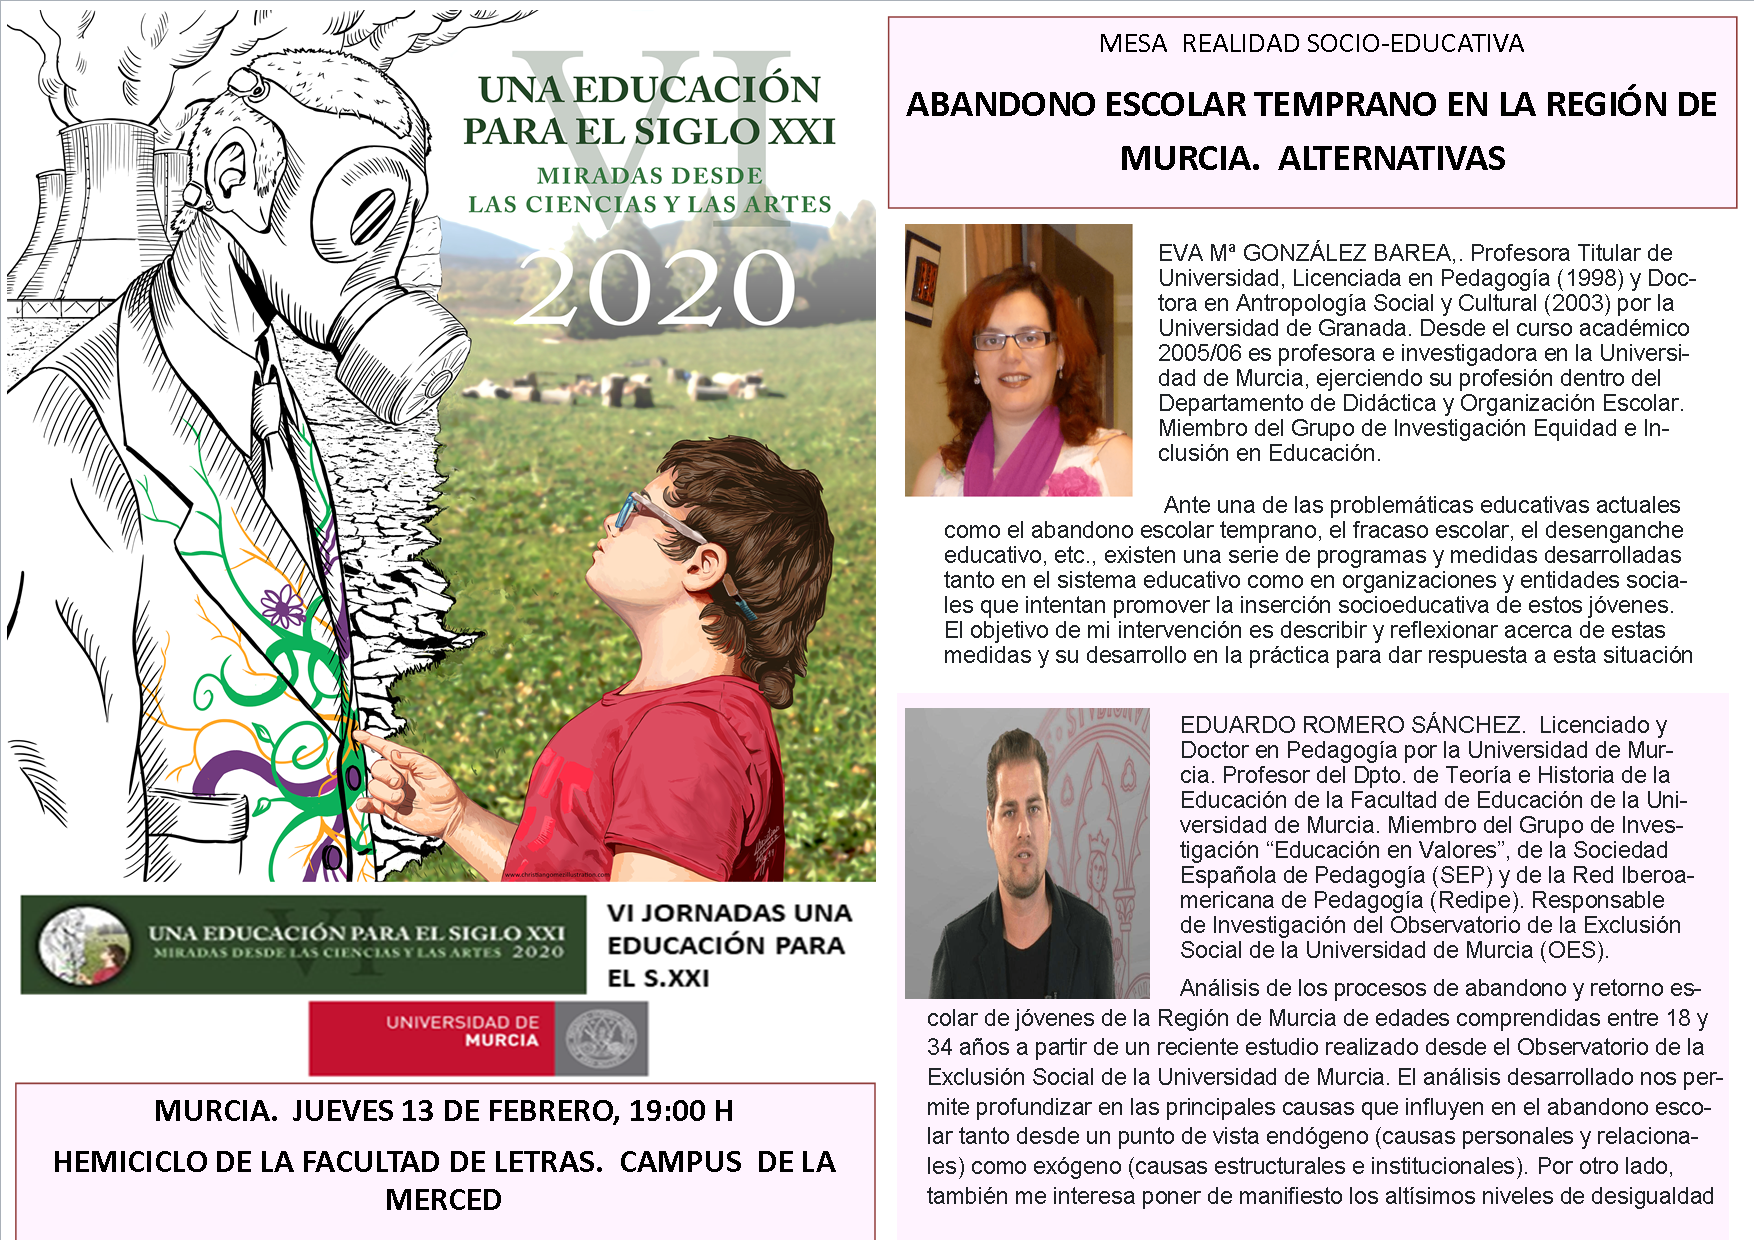 VI
UNA EDUCACIÓN
PARA EL SIGLO XXI
MIRADAS DESDE
LAS CIENCIAS Y LAS ARTES
2020
www.christiangomerillustration.com
UNA EDUCACIÓN PARA EL SIGLO XXI
MIRADAS DESDE LAS CIENCIAS Y LAS ARTES 2020
VI
VI JORNADAS UNA
EDUCACIÓN PARA
EL S.XXI
UNIVERSIDAD DE
MURCIA
MURCIA. JUEVES 13 DE FEBRERO, 19:00 H
HEMICICLO DE LA FACULTAD DE LETRAS. CAMPUS DE LA
MERCED
MESA REALIDAD SOCIO-EDUCATIVA
ABANDONO ESCOLAR TEMPRANO EN LA REGIÓN DE
MURCIA. ALTERNATIVAS
EVA Mª GONZÁLEZ BAREA,. Profesora Titular de
Universidad, Licenciada en Pedagogía (1998) y Doc-
tora en Antropología Social y Cultural (2003) por la
Universidad de Granada. Desde el curso académico
2005/06 es profesora e investigadora en la Universi-
dad de Murcia, ejerciendo su profesión dentro del
Departamento de Didáctica y Organización Escolar.
Miembro del Grupo de Investigación Equidad e In-
clusión en Educación.
Ante una de las problemáticas educativas actuales
como el abandono escolar temprano, el fracaso escolar, el desenganche
educativo, etc., existen una serie de programas y medidas desarrolladas
tanto en el sistema educativo como en organizaciones y entidades socia-
les que intentan promover la inserción socioeducativa de estos jóvenes.
El objetivo de mi intervención es describir y reflexionar acerca de estas
medidas y su desarrollo en la práctica para dar respuesta a esta situación
EDUARDO ROMERO SÁNCHEZ. Licenciado y
Doctor en Pedagogía por la Universidad de Mur-
cia. Profesor del Dpto. de Teoría e Historia de la
Educación de la Facultad de Educación de la Uni-
versidad de Murcia. Miembro del Grupo de Inves-
tigación “Educación en Valores”, de la Sociedad
Española de Pedagogía (SEP) y de la Red Iberoa-
mericana de Pedagogía (Redipe). Responsable
de Investigación del Observatorio de la Exclusión
Social de la Universidad de Murcia (OES).
Análisis de los procesos de abandono y retorno es-
colar de jóvenes de la Región de Murcia de edades comprendidas entre 18 y
34 años a partir de un reciente estudio realizado desde el Observatorio de la
Exclusión Social de la Universidad de Murcia. El análisis desarrollado nos per-
mite profundizar en las principales causas que influyen en el abandono esco-
lar tanto desde un punto de vista endógeno (causas personales y relaciona-
les) como exógeno (causas estructurales e institucionales). Por otro lado,
también me interesa poner de manifiesto los altísimos niveles de desigualdad